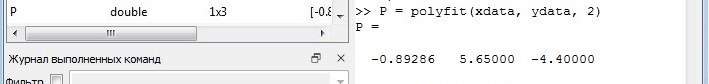 P double 1x3 [-0.8
>> P = polyfit(xdata, ydata, 2)
P =
-0.89286 5.65000 -4.40000
Журнал выполненных команд
Фильтр